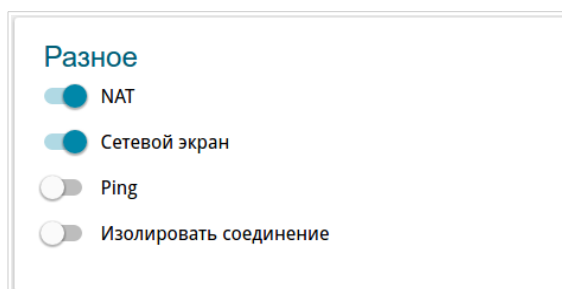 Разное
NAT
Сетевой экран
Ping
Изолировать соединение